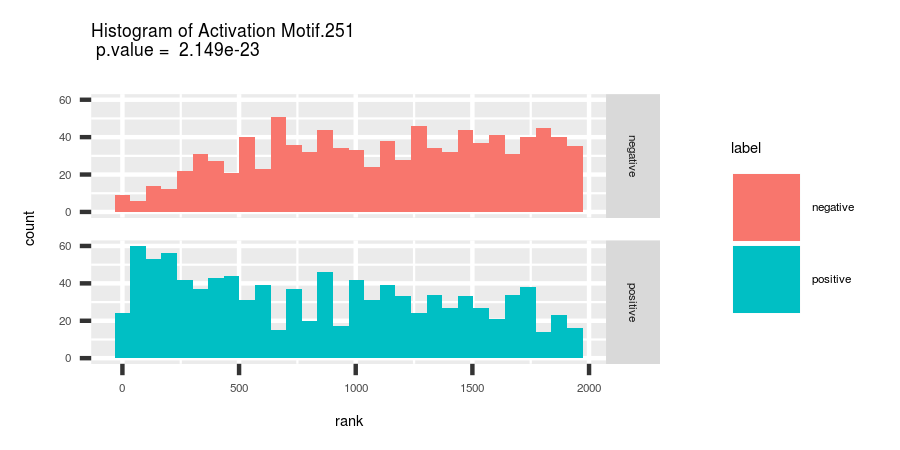 Histogram of Activation Motif.251
p.value = 2.149e-23
60
40
20
0
negative
60
40
20
0
positive
0
500
1000
1500
2000
count
rank
label
negative
positive